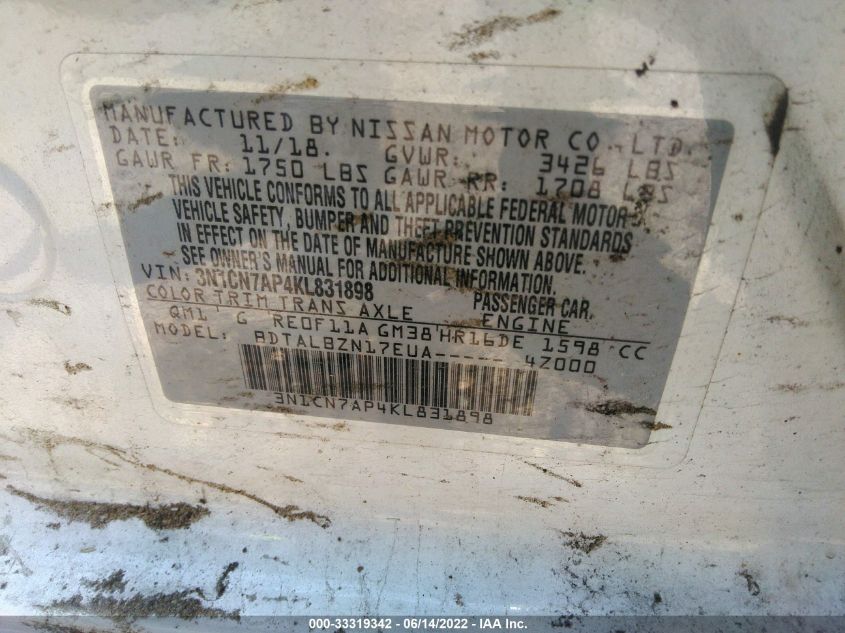 MANUFACTURED BY NISSAN MOTOR CO., LTD.
DATE: 11/18. GVWR: 3426 LBS
GAWR FR: 1750 LBS GAWR RR: 1708 LBS
THIS VEHICLE CONFORMS TO ALL APPLICABLE FEDERAL MOTOR
VEHICLE SAFETY, BUMPER AND THEFT PREVENTION STANDARDS
IN EFFECT ON THE DATE OF MANUFACTURE SHOWN ABOVE.
SEE OWNER'S MANUAL FOR ADDITIONAL INFORMATION.
VIN: 3N1CN7AP4KL831898 PASSENGER CAR.
COLOR TRIM TRANS AXLE ENGINE
QM1 G RE0F11A GM38 HR16DE 1598 CC
MODEL: BDTALBZN17EUA----- 4Z000
3N1CN7AP4KL831898
000-33319342 - 06/14/2022 - IAA Inc.